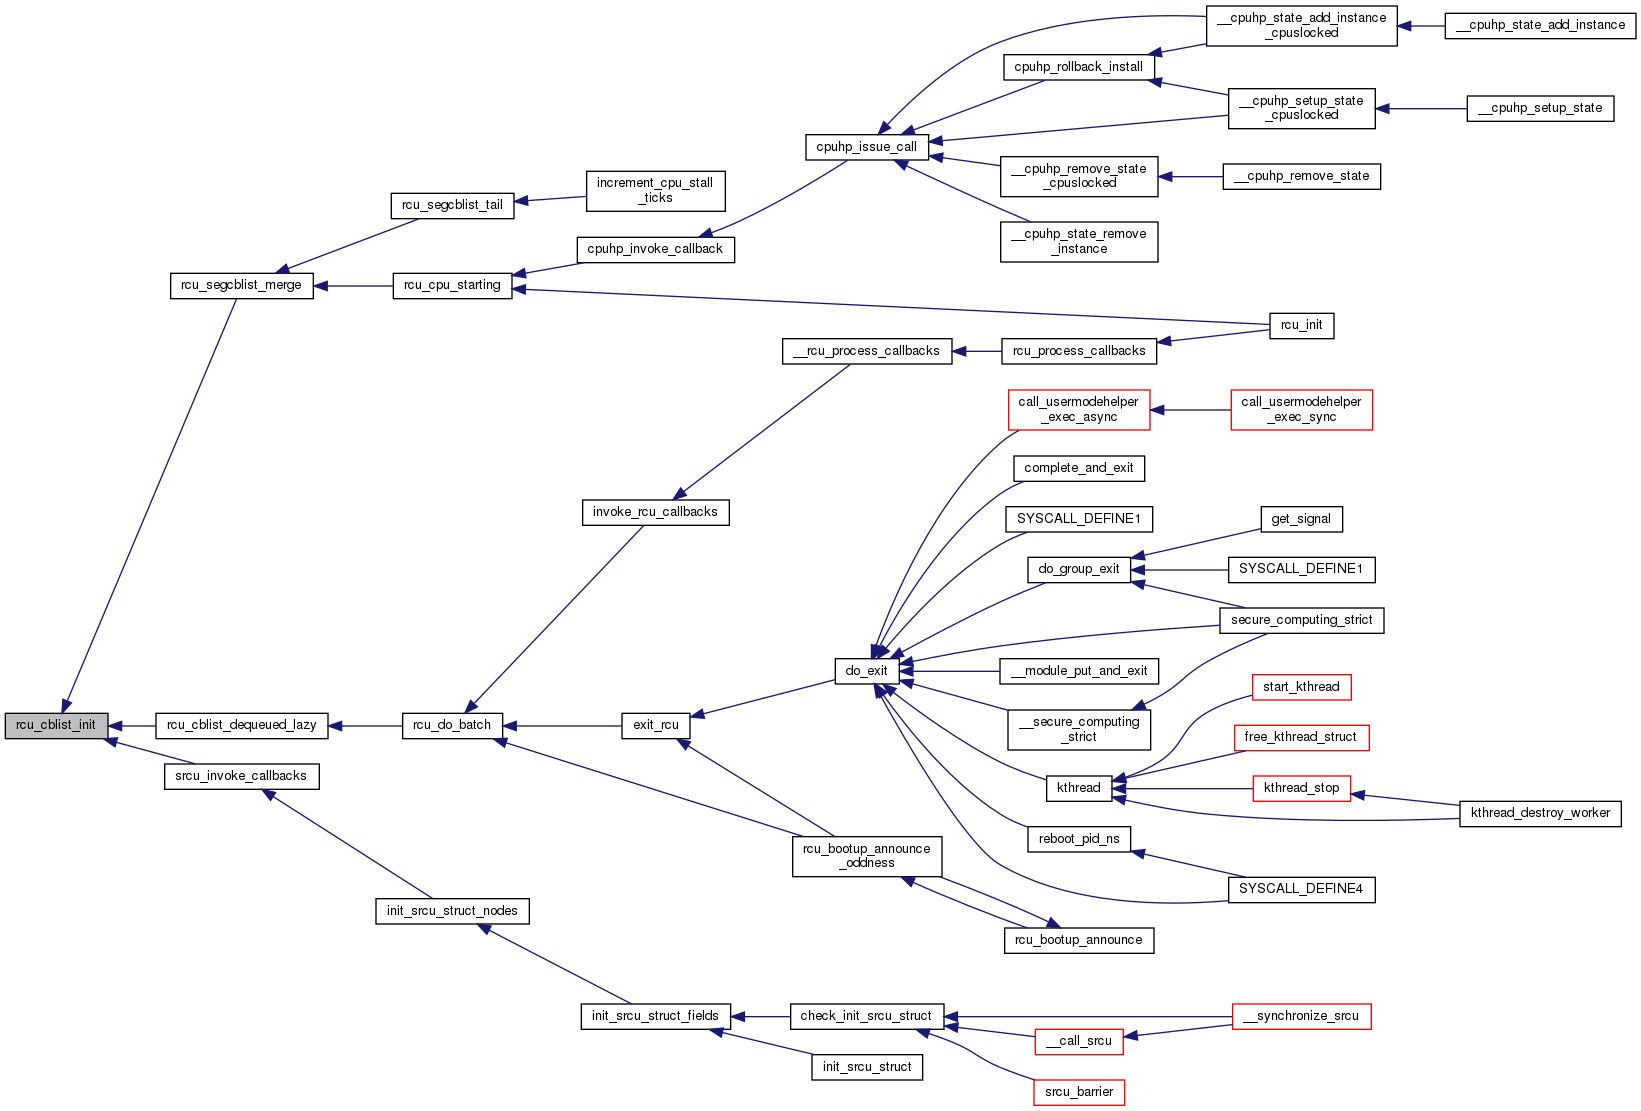 __cpuhp_state_add_instance
_cpuslocked
__cpuhp_state_add_instance
cpuhp_rollback_install
__cpuhp_setup_state
_cpuslocked
__cpuhp_setup_state
cpuhp_issue_call
__cpuhp_remove_state
_cpuslocked
__cpuhp_remove_state
increment_cpu_stall
_ticks
rcu_segcblist_tail
cpuhp_invoke_callback
__cpuhp_state_remove
_instance
rcu_segcblist_merge
rcu_cpu_starting
rcu_init
__rcu_process_callbacks
rcu_process_callbacks
call_usermodehelper
_exec_async
call_usermodehelper
_exec_sync
complete_and_exit
invoke_rcu_callbacks
SYSCALL_DEFINE1
get_signal
do_group_exit
SYSCALL_DEFINE1
secure_computing_strict
do_exit
__module_put_and_exit
start_kthread
rcu_cblist_init
rcu_cblist_dequeued_lazy
rcu_do_batch
exit_rcu
__secure_computing
_strict
free_kthread_struct
srcu_invoke_callbacks
kthread
kthread_stop
kthread_destroy_worker
reboot_pid_ns
rcu_bootup_announce
_oddness
SYSCALL_DEFINE4
init_srcu_struct_nodes
rcu_bootup_announce
init_srcu_struct_fields
check_init_srcu_struct
__synchronize_srcu
__call_srcu
init_srcu_struct
srcu_barrier